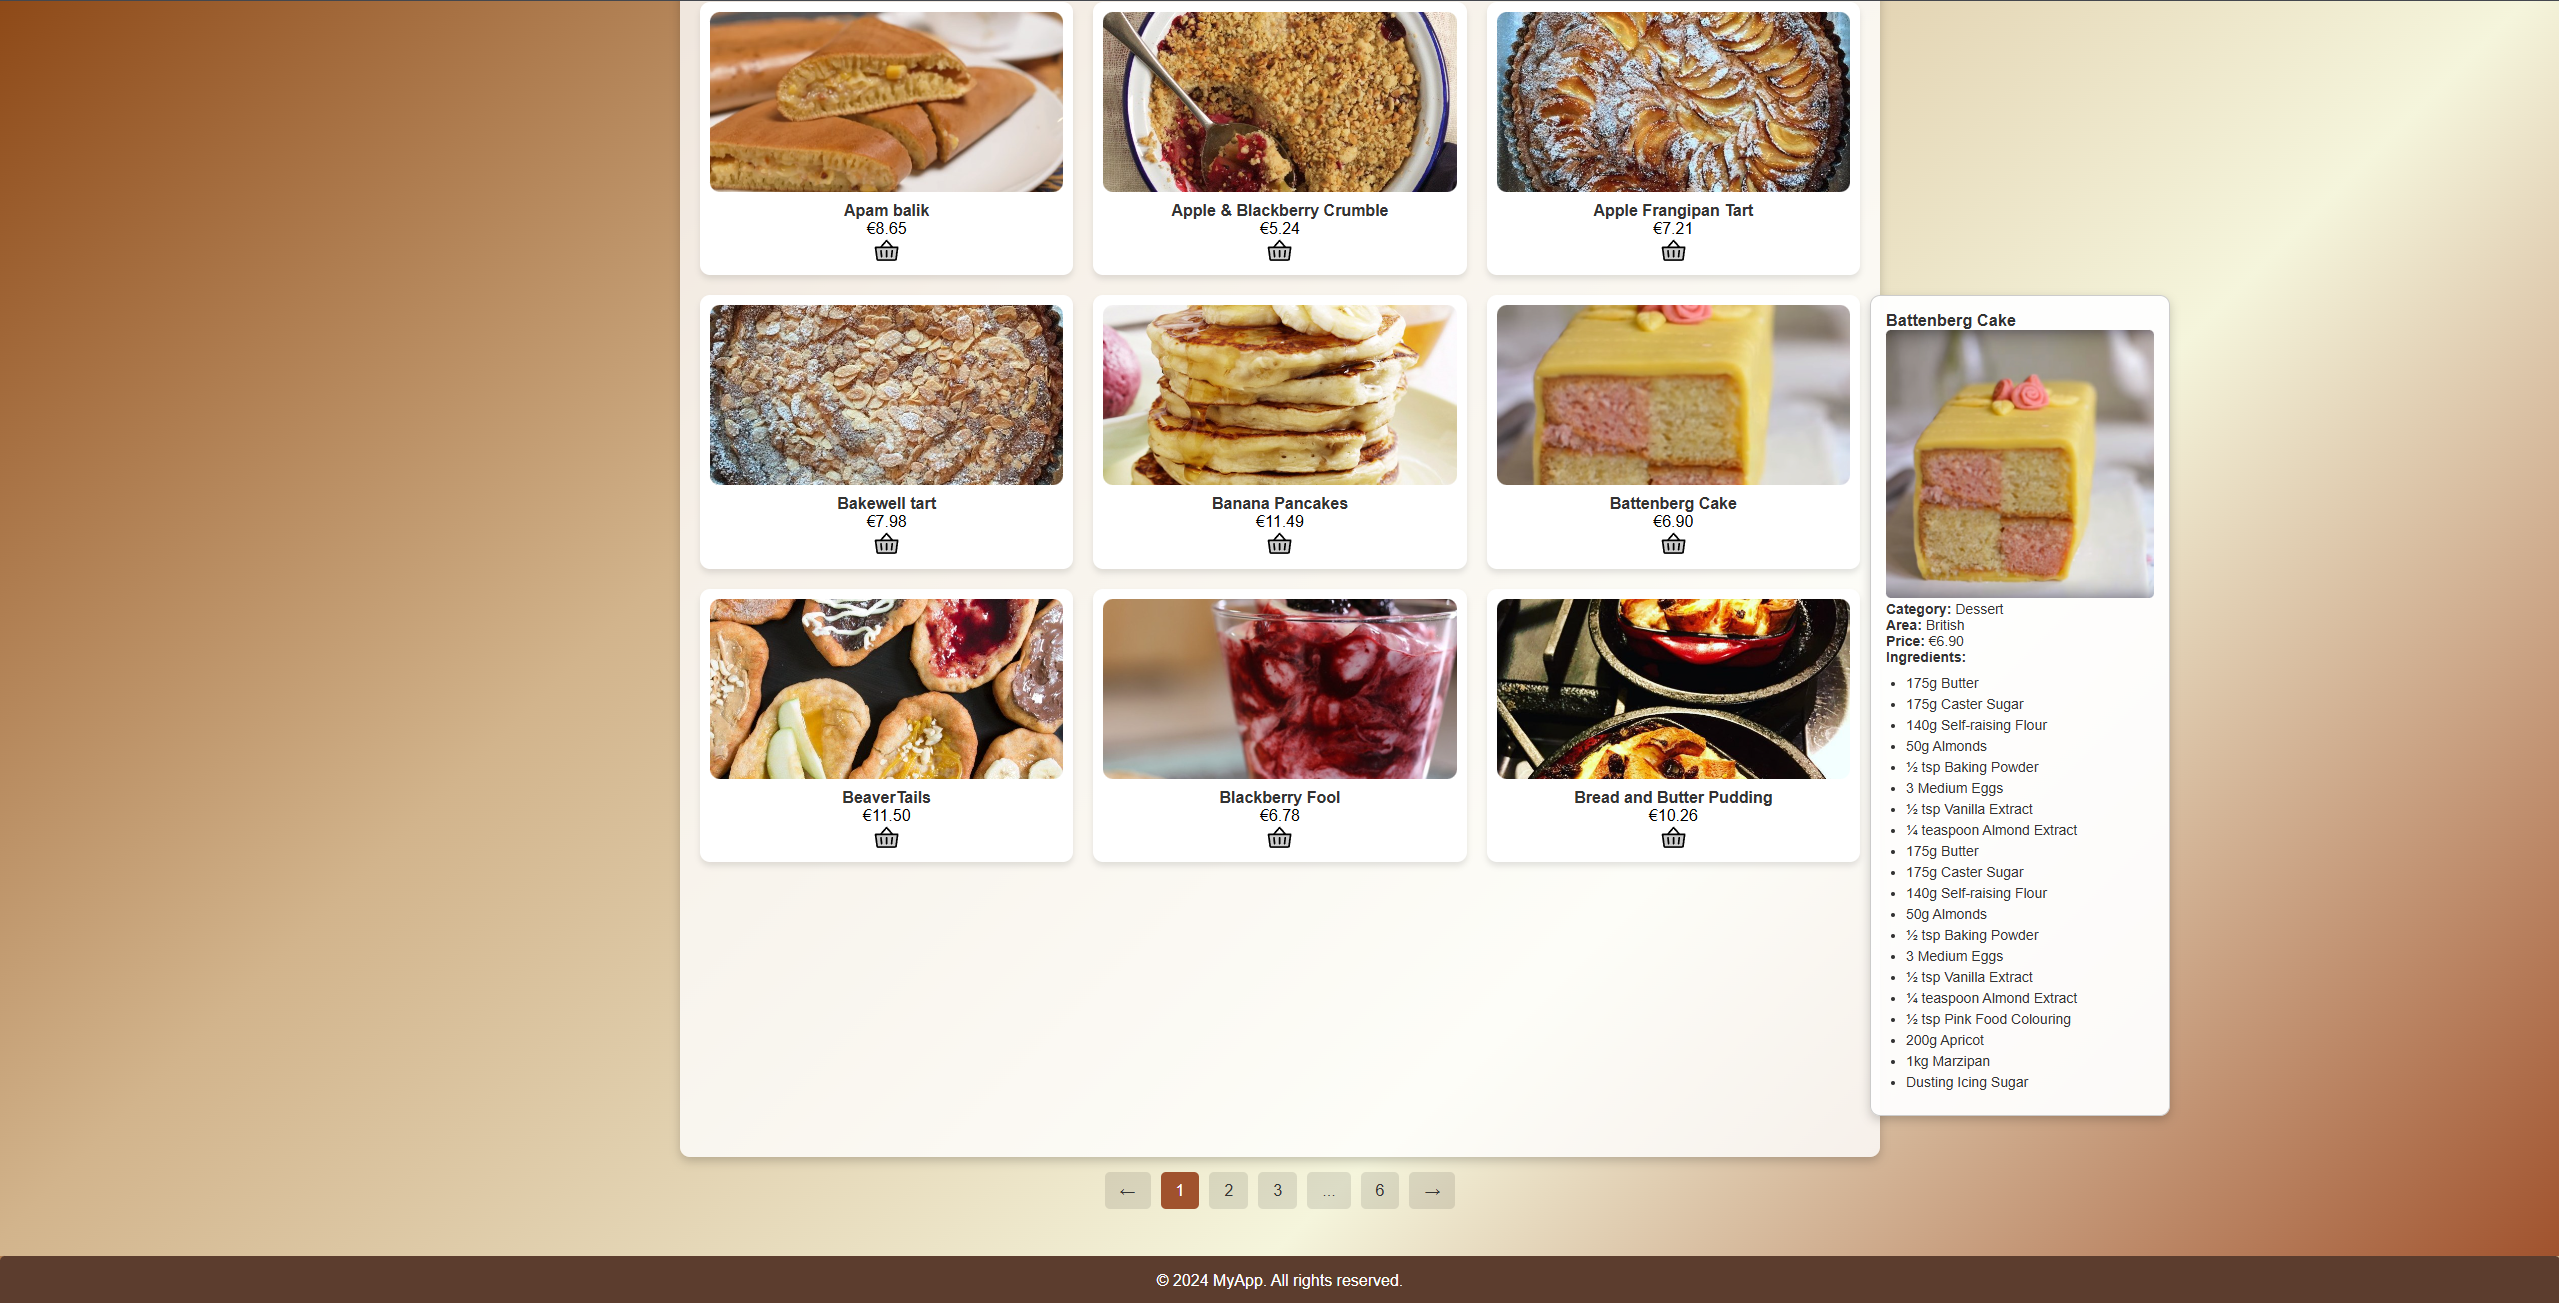 Apam balik
€8.65
Apple & Blackberry Crumble
€5.24
Apple Frangipan Tart
€7.21
Bakewell tart
€7.98
Banana Pancakes
€11.49
Battenberg Cake
€6.90
BeaverTails
€11.50
Blackberry Fool
€6.78
Bread and Butter Pudding
€10.26
Battenberg Cake
Category: Dessert
Area: British
Price: €6.90
Ingredients:
• 175g Butter
• 175g Caster Sugar
• 140g Self-raising Flour
• 50g Almonds
• ½ tsp Baking Powder
• 3 Medium Eggs
• ½ tsp Vanilla Extract
• ¼ teaspoon Almond Extract
• 175g Butter
• 175g Caster Sugar
• 140g Self-raising Flour
• 50g Almonds
• ½ tsp Baking Powder
• 3 Medium Eggs
• ½ tsp Vanilla Extract
• ¼ teaspoon Almond Extract
• ½ tsp Pink Food Colouring
• 200g Apricot
• 1kg Marzipan
• Dusting Icing Sugar
← 1 2 3 ... 6 →
© 2024 MyApp. All rights reserved.